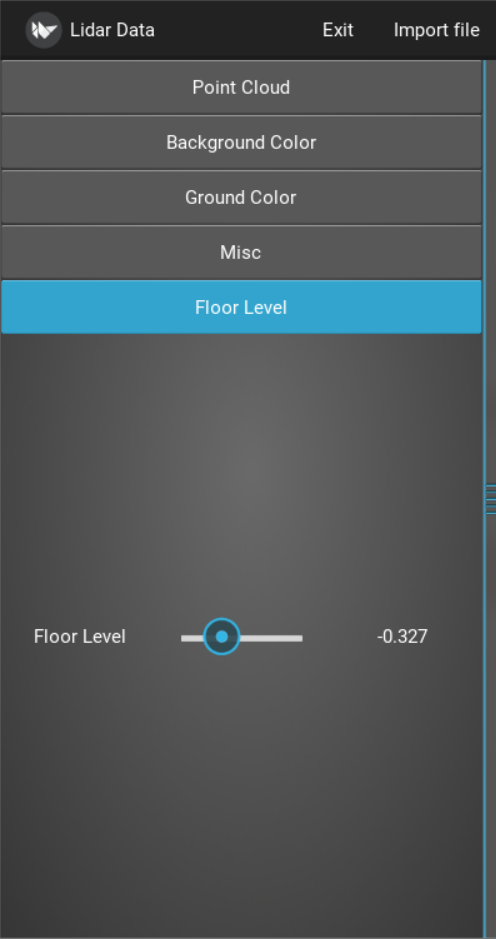 Lidar Data Exit Import file
Point Cloud
Background Color
Ground Color
Misc
Floor Level
Floor Level -0.327